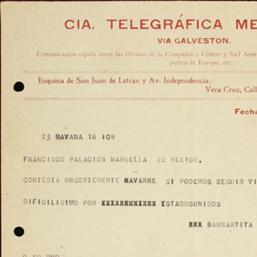 CIA. TELEGRÁFICA ME
VIA GALVESTON.
Comunicación rápida entre las oficinas de la Compañía y Centro y Sud Amé
partes de Europa, etc.
Esquina de San Juan de Letrán y Av. Independencia.
Vera Cruz, Call
Fecha
73 HAVANA 18 ICW
FRANCISCO PALACIOS MARSELLA 22 MEXICO.
CORTESIA URGENTEMENTE NAVARRE SI PODEMOS SEGUIR VI
DIFICILISIMO POR XXXXXXXXXXX ESTADOSUNIDOS
XXX BARBARTITA